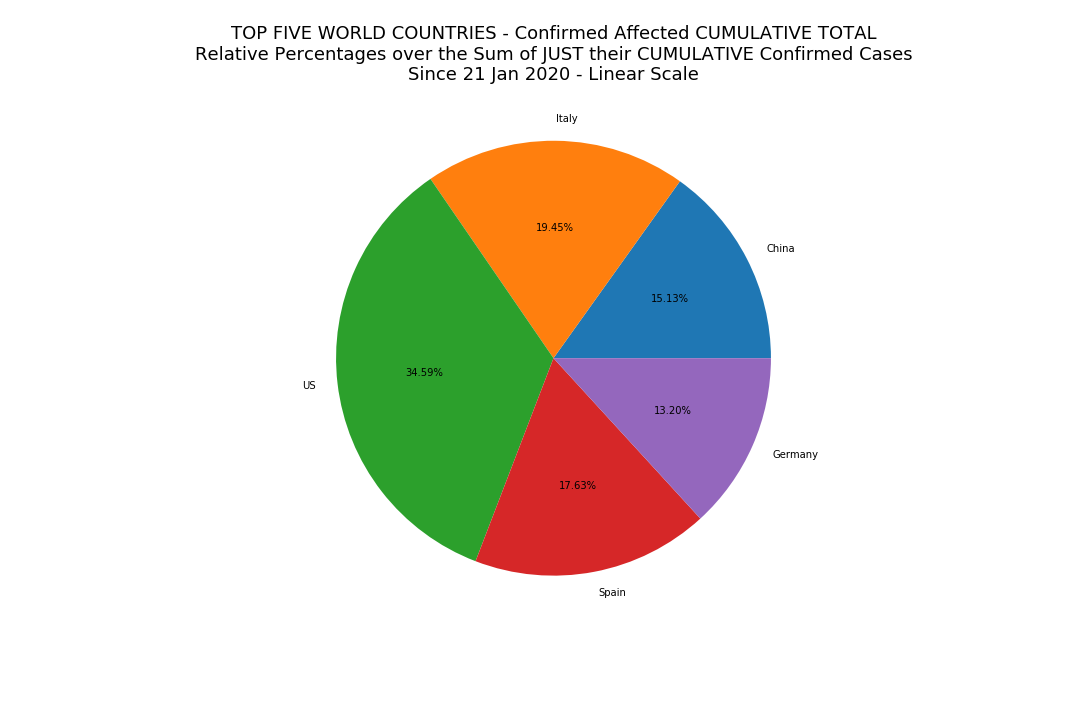 TOP FIVE WORLD COUNTRIES - Confirmed Affected CUMULATIVE TOTAL
Relative Percentages over the Sum of JUST their CUMULATIVE Confirmed Cases
Since 21 Jan 2020 - Linear Scale
Italy
19.45%
China
15.13%
34.59%
US
13.20%
Germany
17.63%
Spain